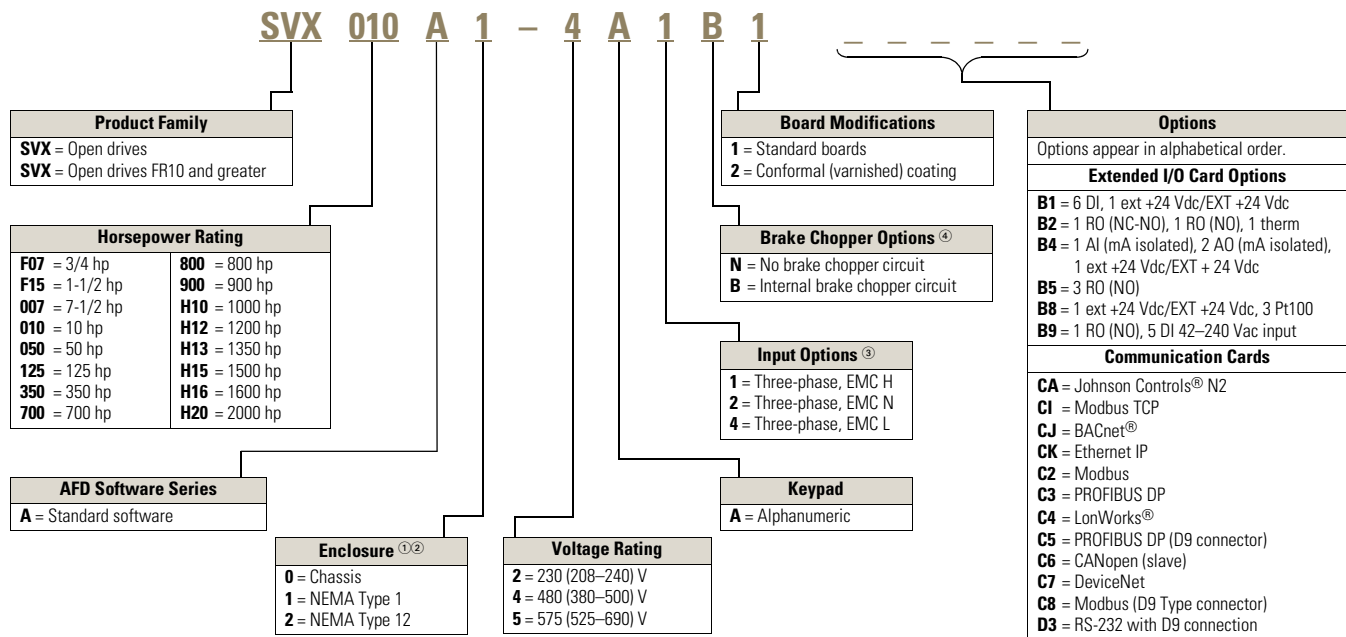 SVX 010 A 1 – 4 A 1 B 1 _ _ _ _ _ _
Product Family
SVX = Open drives
SVX = Open drives FR10 and greater
Horsepower Rating
F07 = 3/4 hp
F15 = 1-1/2 hp
007 = 7-1/2 hp
010 = 10 hp
050 = 50 hp
125 = 125 hp
350 = 350 hp
700 = 700 hp
800 = 800 hp
900 = 900 hp
H10 = 1000 hp
H12 = 1200 hp
H13 = 1350 hp
H15 = 1500 hp
H16 = 1600 hp
H20 = 2000 hp
AFD Software Series
A = Standard software
Enclosure ①②
0 = Chassis
1 = NEMA Type 1
2 = NEMA Type 12
Voltage Rating
2 = 230 (208–240) V
4 = 480 (380–500) V
5 = 575 (525–690) V
Board Modifications
1 = Standard boards
2 = Conformal (varnished) coating
Brake Chopper Options ④
N = No brake chopper circuit
B = Internal brake chopper circuit
Input Options ③
1 = Three-phase, EMC H
2 = Three-phase, EMC N
4 = Three-phase, EMC L
Keypad
A = Alphanumeric
Options
Options appear in alphabetical order.
Extended I/O Card Options
B1 = 6 DI, 1 ext +24 Vdc/EXT +24 Vdc
B2 = 1 RO (NC-NO), 1 RO (NO), 1 therm
B4 = 1 AI (mA isolated), 2 AO (mA isolated),
1 ext +24 Vdc/EXT + 24 Vdc
B5 = 3 RO (NO)
B8 = 1 ext +24 Vdc/EXT +24 Vdc, 3 Pt100
B9 = 1 RO (NO), 5 DI 42–240 Vac input
Communication Cards
CA = Johnson Controls® N2
CI = Modbus TCP
CJ = BACnet®
CK = Ethernet IP
C2 = Modbus
C3 = PROFIBUS DP
C4 = LonWorks®
C5 = PROFIBUS DP (D9 connector)
C6 = CANopen (slave)
C7 = DeviceNet
C8 = Modbus (D9 Type connector)
D3 = RS-232 with D9 connection